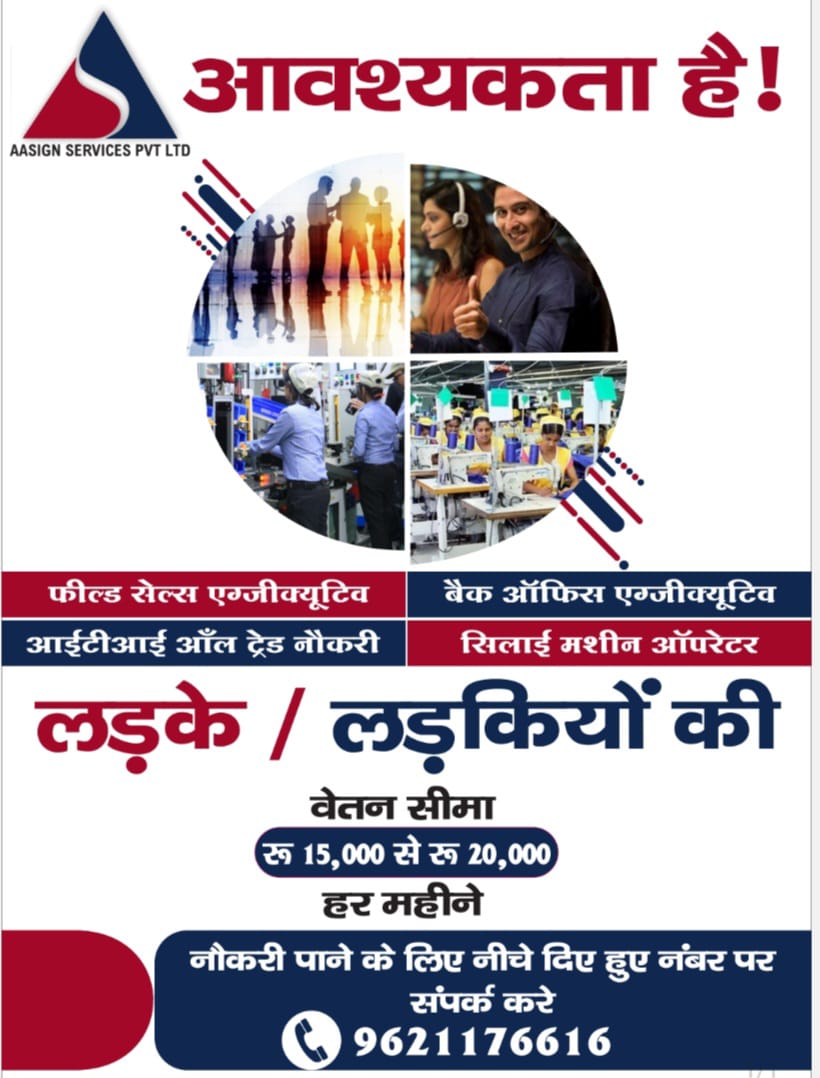 AASIGN SERVICES PVT LTD
आवश्यकता है!
फील्ड सेल्स एग्जीक्यूटिव
बैक ऑफिस एग्जीक्यूटिव
आईटीआई ऑंल ट्रेड नौकरी
सिलाई मशीन ऑपरेटर
लड़के / लड़कियों की
वेतन सीमा
रू 15,000 से रू 20,000
हर महीने
नौकरी पाने के लिए नीचे दिए हुए नंबर पर
संपर्क करे
9621176616